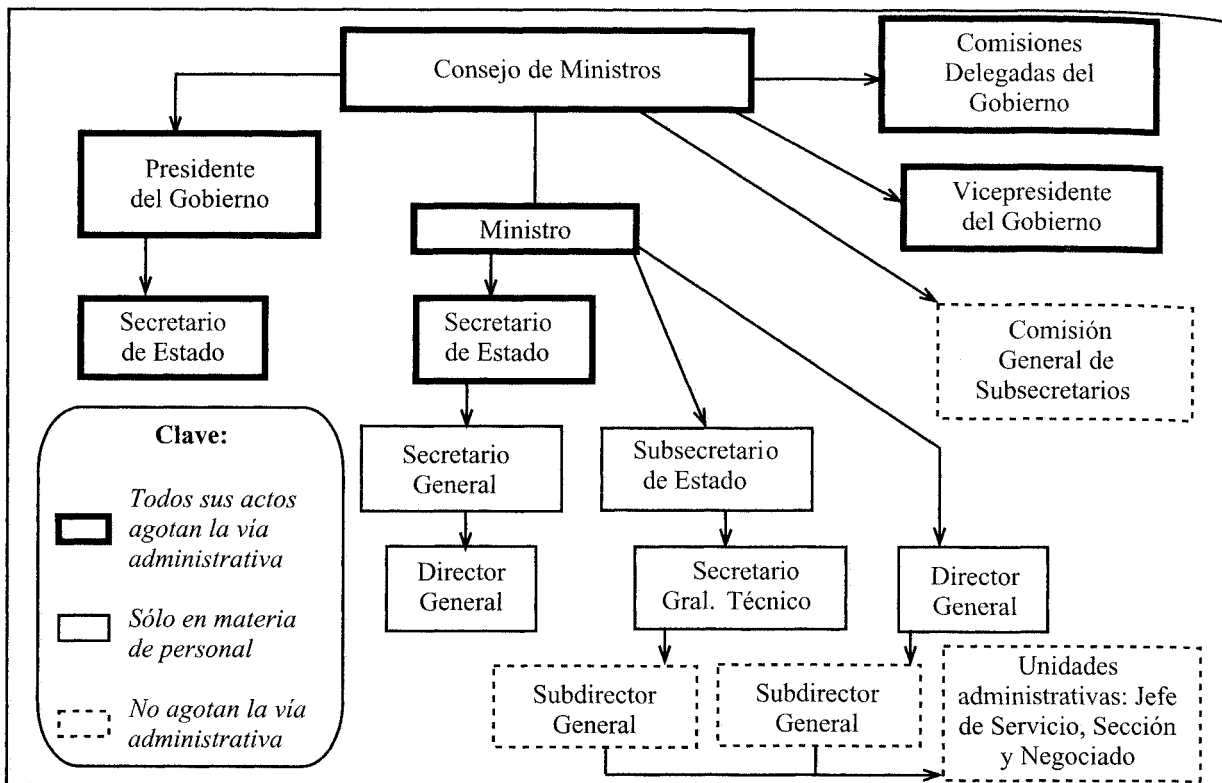 Consejo de Ministros
Comisiones
Delegadas del
Gobierno
Presidente
del Gobierno
Vicepresidente
del Gobierno
Ministro
Secretario
de Estado
Secretario
de Estado
Comisión
General de
Subsecretarios
Clave:
Todos sus actos
agotan la vía
administrativa
Sólo en materia
de personal
No agotan la vía
administrativa
Secretario
General
Subsecretario
de Estado
Director
General
Secretario
Gral. Técnico
Director
General
Subdirector
General
Subdirector
General
Unidades
administrativas: Jefe
de Servicio, Sección
y Negociado